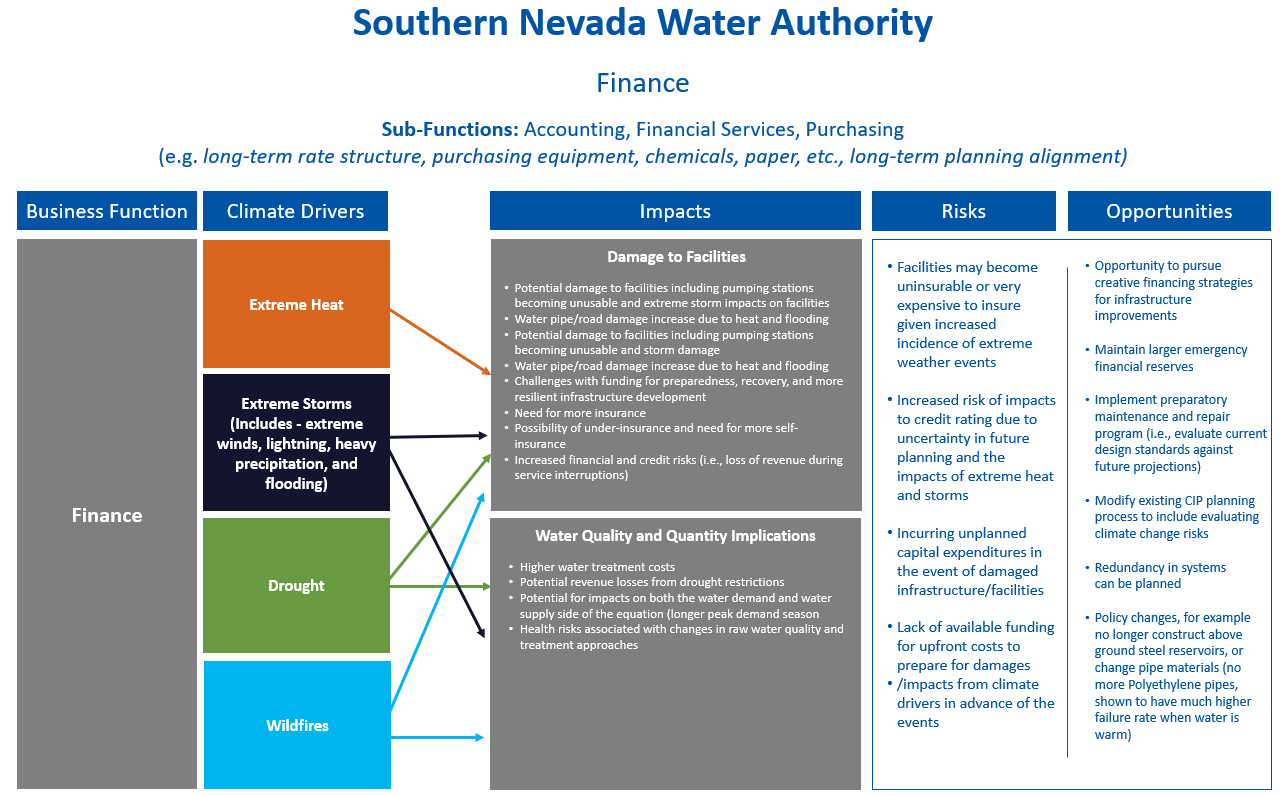 Southern Nevada Water Authority
Finance
Sub-Functions: Accounting, Financial Services, Purchasing
(e.g. long-term rate structure, purchasing equipment, chemicals, paper, etc., long-term planning alignment)
Business Function
Climate Drivers
Impacts
Risks
Opportunities
Finance
Extreme Heat
Extreme Storms
(Includes - extreme
winds, lightning, heavy
precipitation, and
flooding)
Drought
Wildfires
Damage to Facilities
• Potential damage to facilities including pumping stations
becoming unusable and extreme storm impacts on facilities
• Water pipe/road damage increase due to heat and flooding
• Potential damage to facilities including pumping stations
becoming unusable and storm damage
• Water pipe/road damage increase due to heat and flooding
• Challenges with funding for preparedness, recovery, and more
resilient infrastructure development
• Need for more insurance
• Possibility of under-insurance and need for more self-
insurance
• Increased financial and credit risks (i.e., loss of revenue during
service interruptions)
Water Quality and Quantity Implications
• Higher water treatment costs
• Potential revenue losses from drought restrictions
• Potential for impacts on both the water demand and water
supply side of the equation (longer peak demand season
• Health risks associated with changes in raw water quality and
treatment approaches
• Facilities may become
uninsurable or very
expensive to insure
given increased
incidence of extreme
weather events
• Increased risk of impacts
to credit rating due to
uncertainty in future
planning and the
impacts of extreme heat
and storms
• Incurring unplanned
capital expenditures in
the event of damaged
infrastructure/facilities
• Lack of available funding
for upfront costs to
prepare for damages
• /impacts from climate
drivers in advance of the
events
• Opportunity to pursue
creative financing strategies
for infrastructure
improvements
• Maintain larger emergency
financial reserves
• Implement preparatory
maintenance and repair
program (i.e., evaluate current
design standards against
future projections)
• Modify existing CIP planning
process to include evaluating
climate change risks
• Redundancy in systems
can be planned
• Policy changes, for example
no longer construct above
ground steel reservoirs, or
change pipe materials (no
more Polyethylene pipes,
shown to have much higher
failure rate when water is
warm)